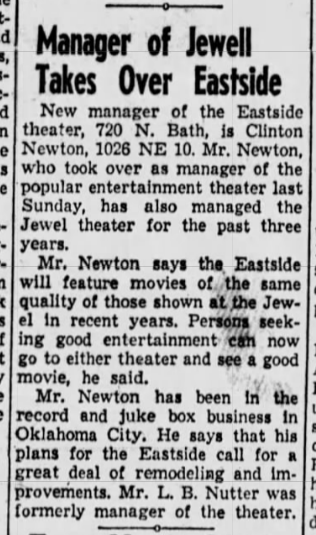 Manager of Jewell
Takes Over Eastside
New manager of the Eastside
theater, 720 N. Bath, is Clinton
Newton, 1026 NE 10. Mr. Newton,
who took over as manager of the
popular entertainment theater last
Sunday, has also managed the
Jewel theater for the past three
years.
Mr. Newton says the Eastside
will feature movies of the same
quality of those shown at the Jew-
el in recent years. Persons seek-
ing good entertainment can now
go to either theater and see a good
movie, he said.
Mr. Newton has been in the
record and juke box business in
Oklahoma City. He says that his
plans for the Eastside call for a
great deal of remodeling and im-
provements. Mr. L. B. Nutter was
formerly manager of the theater.